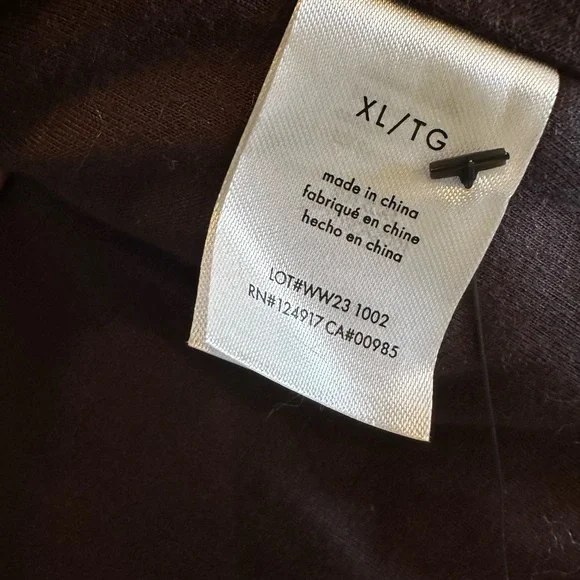 XL/TG
made in china
fabriqué en chine
hecho en china
LOT#WW23 1002
RN#124917 CA#00985